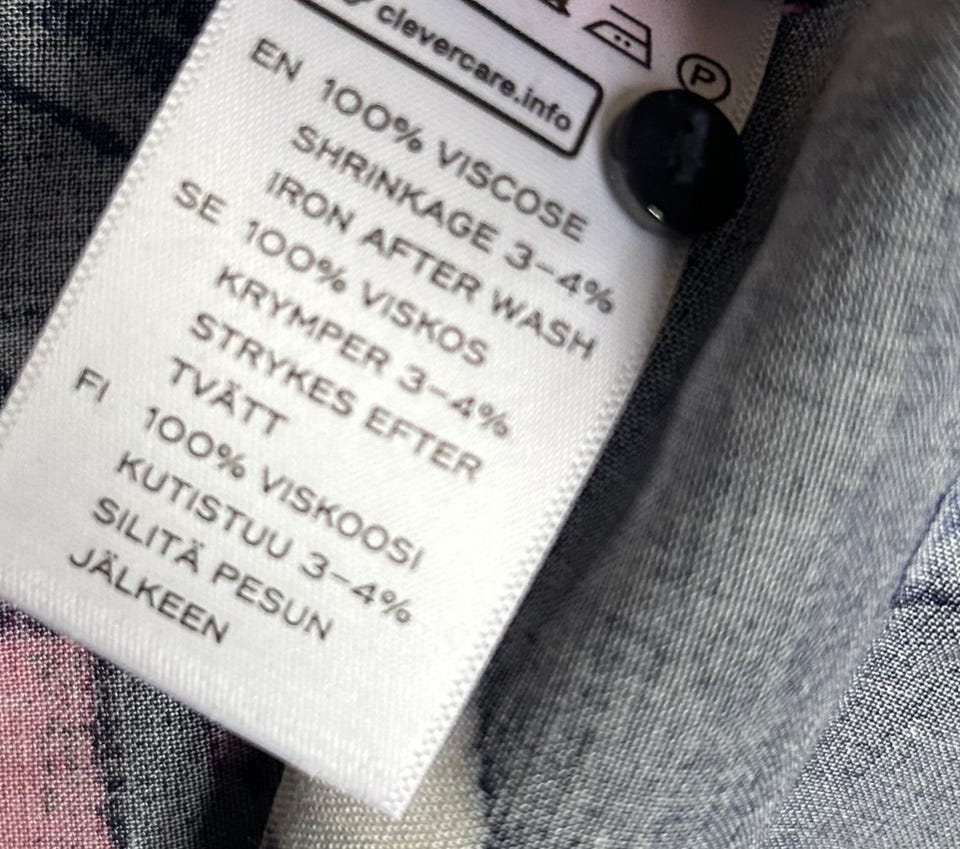 clevercare.info
P
EN 100% VISCOSE
SHRINKAGE 3-4%
IRON AFTER WASH
SE 100% VISKOS
KRYMPER 3-4%
STRYKES EFTER
TVÄTT
FI 100% VISKOOSI
KUTISTUU 3-4%
SILITÄ PESUN
JÄLKEEN